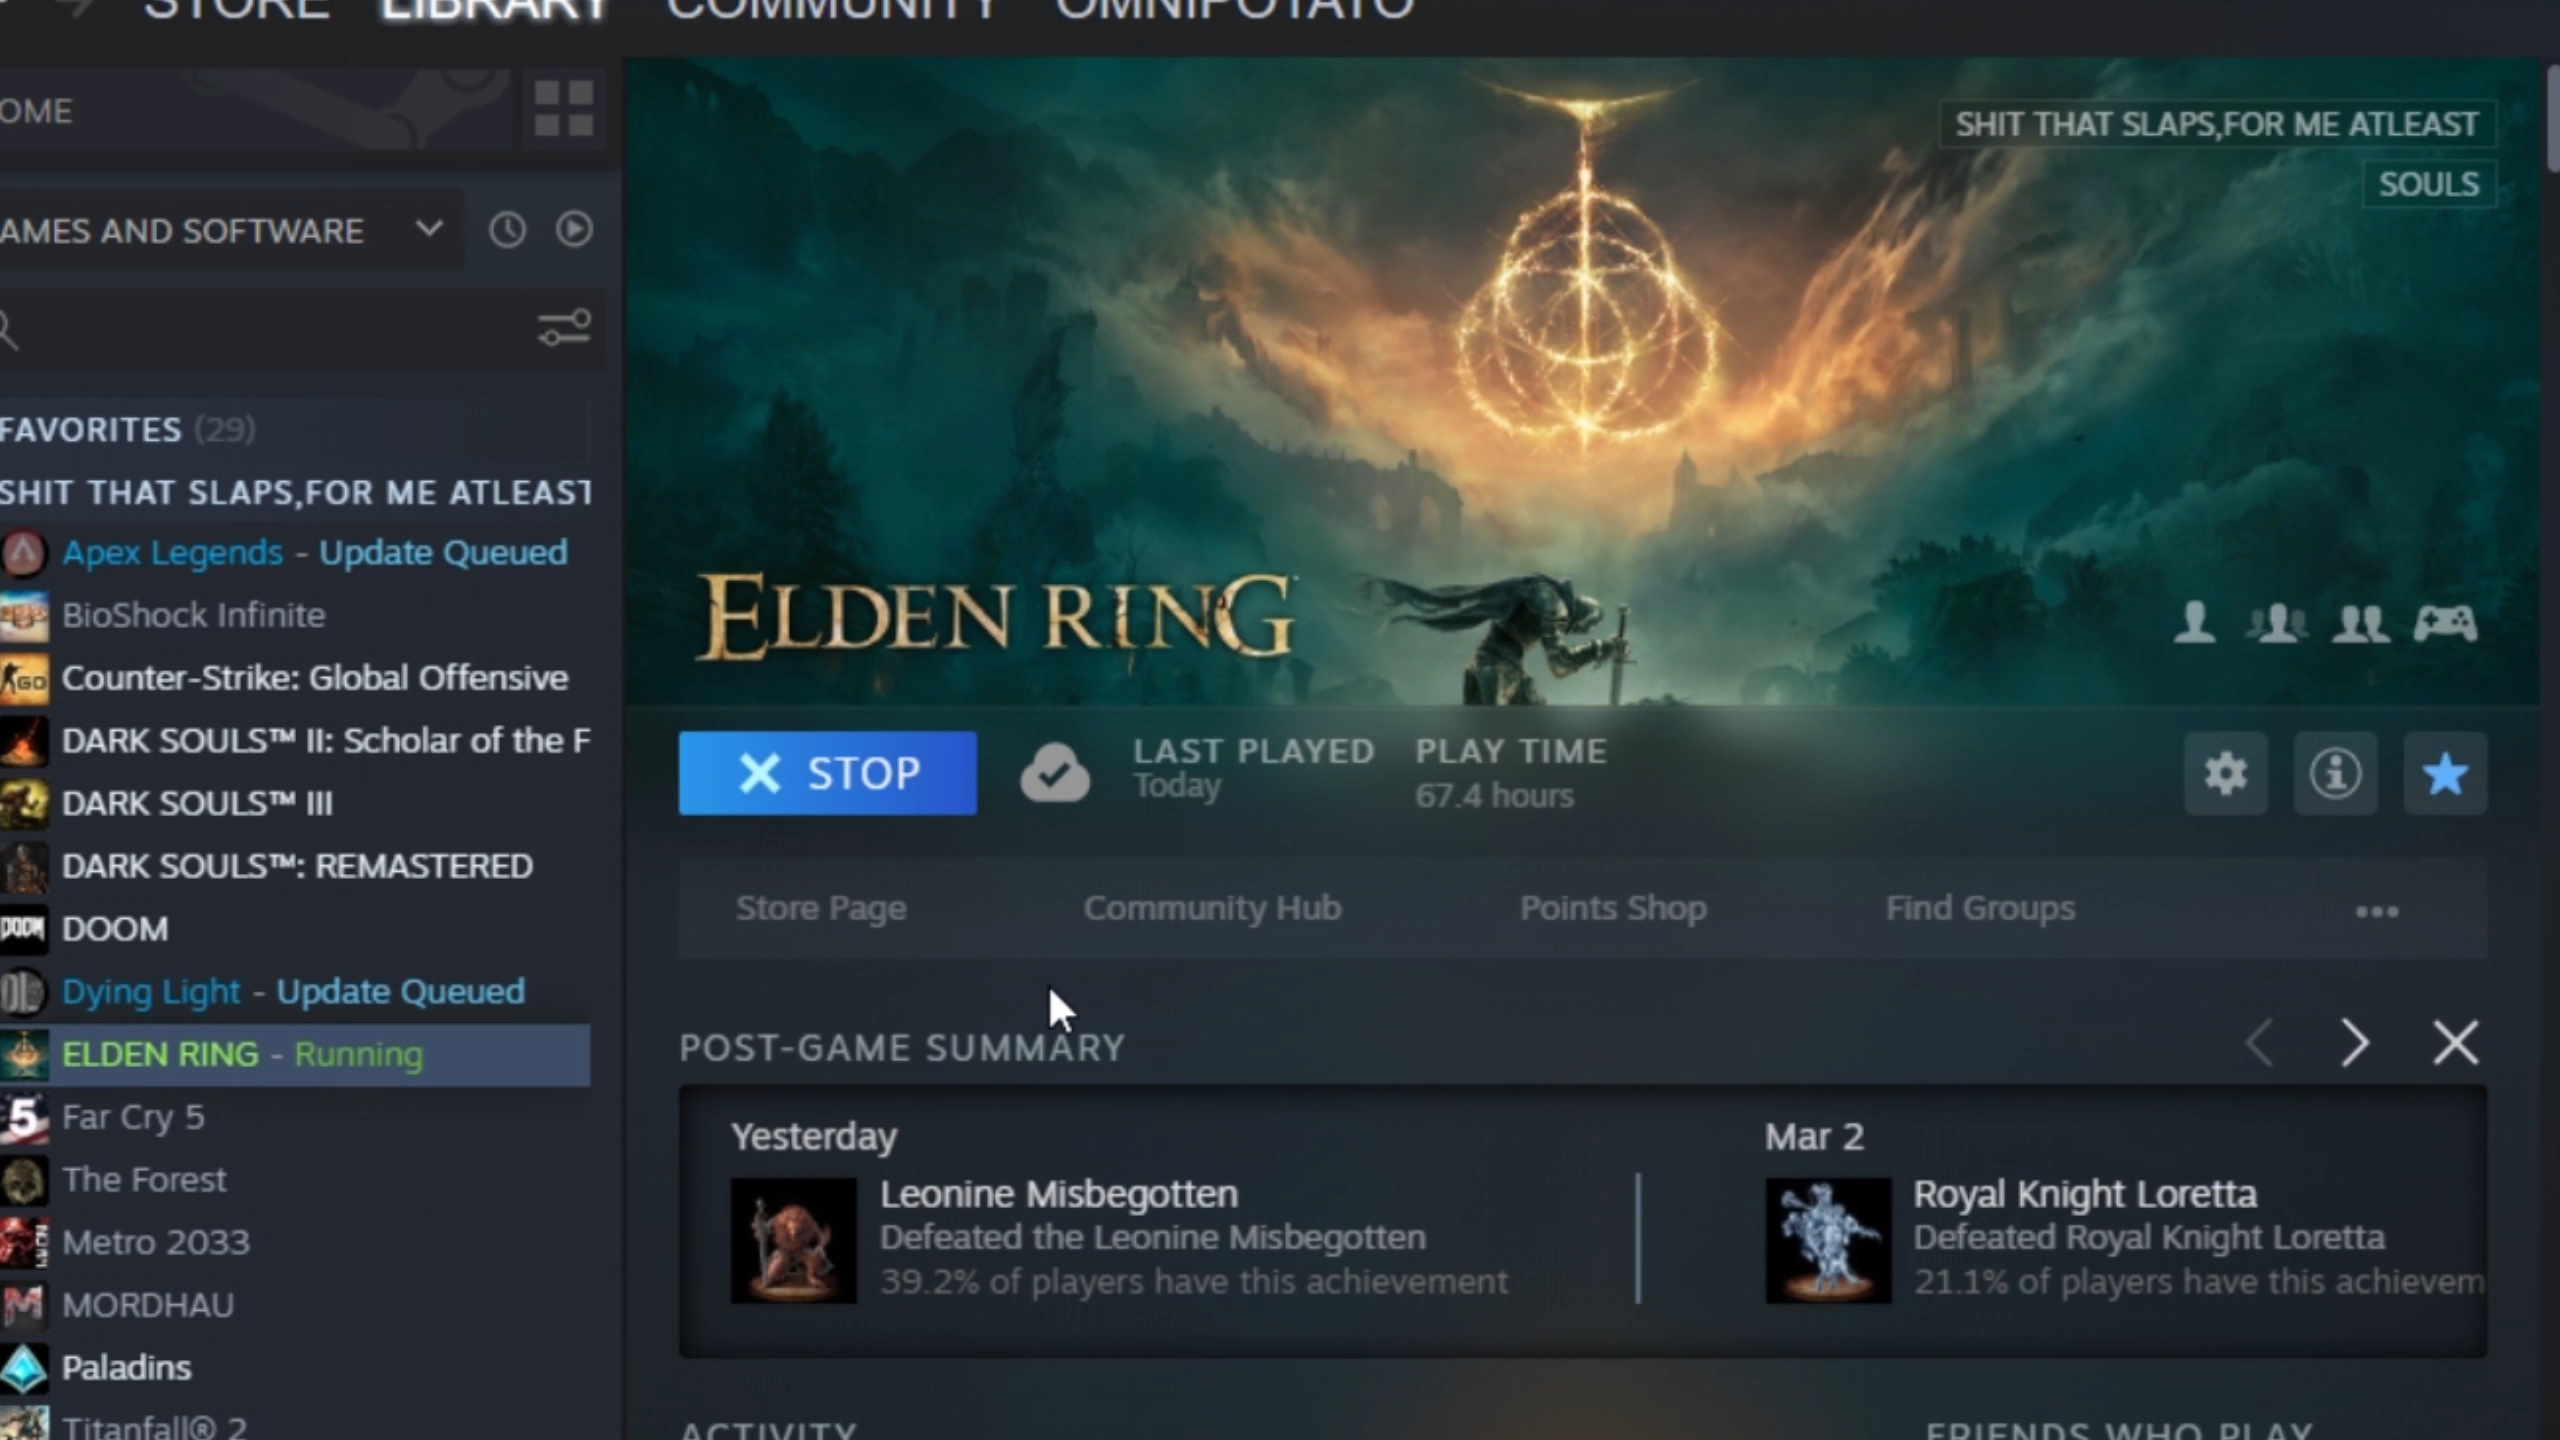 STORE LIBRARY COMMUNITY OMNIPOTATO
OME
AMES AND SOFTWARE
FAVORITES (29)
SHIT THAT SLAPS,FOR ME ATLEAST
Apex Legends - Update Queued
BioShock Infinite
GO
Counter-Strike: Global Offensive
DARK SOULS™ II: Scholar of the F
DARK SOULS™ III
DARK SOULS™: REMASTERED
DOOM
DOOM
Dying Light - Update Queued
ELDEN RING - Running
5
Far Cry 5
The Forest
Metro 2033
MORDHAU
Paladins
Titanfall® 2
SHIT THAT SLAPS,FOR ME ATLEAST
SOULS
ELDEN RING
STOP
LAST PLAYED
Today
PLAY TIME
67.4 hours
Store Page
Community Hub
Points Shop
Find Groups
POST-GAME SUMMARY
Yesterday
Leonine Misbegotten
Defeated the Leonine Misbegotten
39.2% of players have this achievement
Mar 2
Royal Knight Loretta
Defeated Royal Knight Loretta
21.1% of players have this achievem
ACTIVITY
FRIENDS WHO PLAY